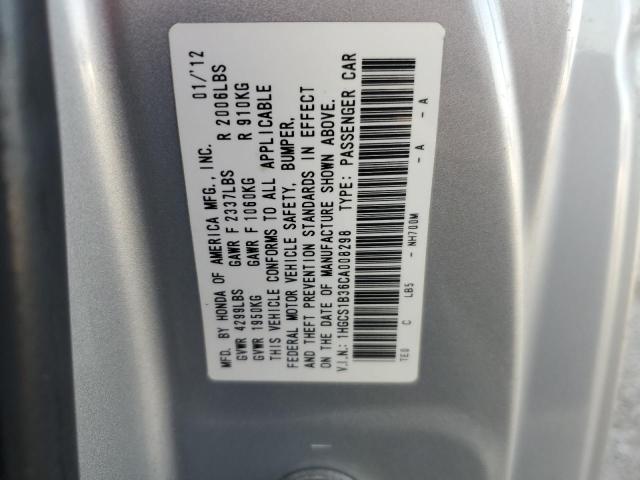 MFD. BY HONDA OF AMERICA MFG., INC. 01/'12
GVWR 4299LBS GAWR F 2337LBS R 2006LBS
GVWR 1950KG GAWR F 1060KG R 910KG
THIS VEHICLE CONFORMS TO ALL APPLICABLE
FEDERAL MOTOR VEHICLE SAFETY, BUMPER,
AND THEFT PREVENTION STANDARDS IN EFFECT
ON THE DATE OF MANUFACTURE SHOWN ABOVE.
V.I.N.: 1HGCS1B36CA008298 TYPE: PASSENGER CAR
TE0 C LB5 - NH700M - A - A